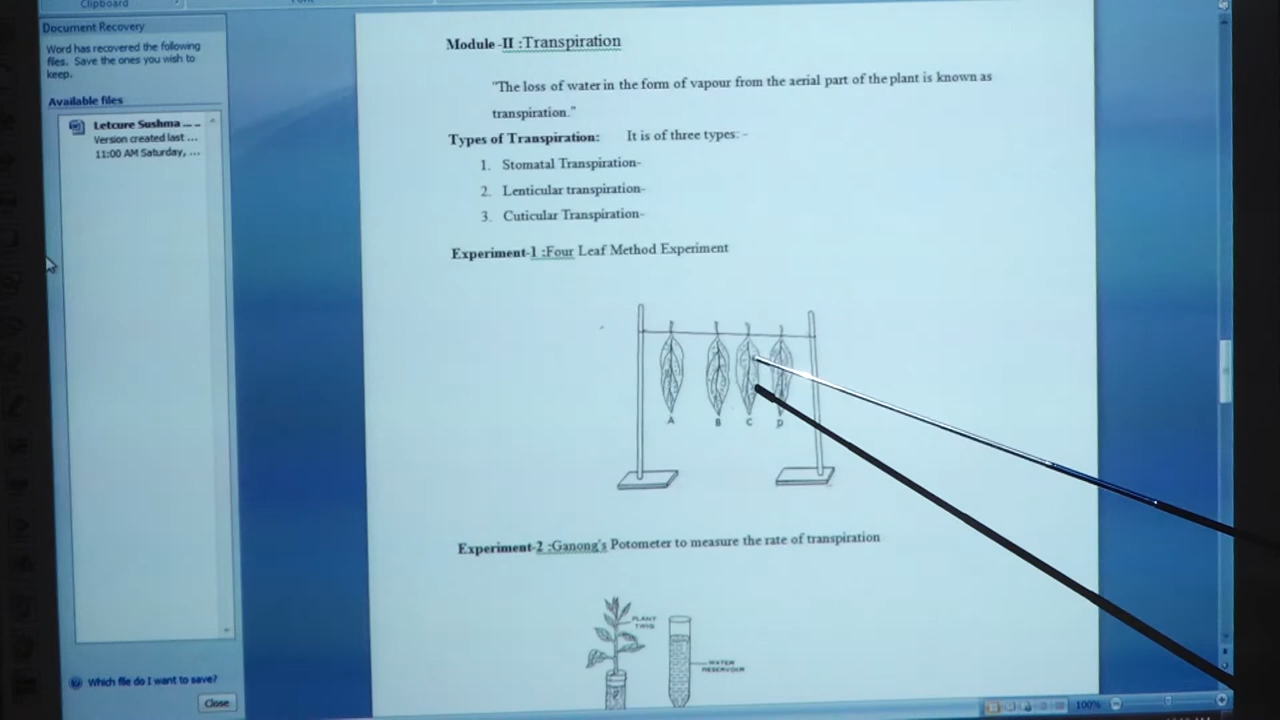 Clipboard
Document Recovery
Word has recovered the following
files. Save the ones you wish to
keep.
Available files
Letcure Sushma ...
Version created last ...
11:00 AM Saturday, ...
Which file do I want to save?
Close
Module -II :Transpiration
"The loss of water in the form of vapour from the aerial part of the plant is known as
transpiration."
Types of Transpiration: It is of three types: -
1. Stomatal Transpiration-
2. Lenticular transpiration-
3. Cuticular Transpiration-
Experiment-1 :Four Leaf Method Experiment
A B C D
Experiment-2 :Ganong's Potometer to measure the rate of transpiration
PLANT
TWIG
WATER
RESERVOUR
100%